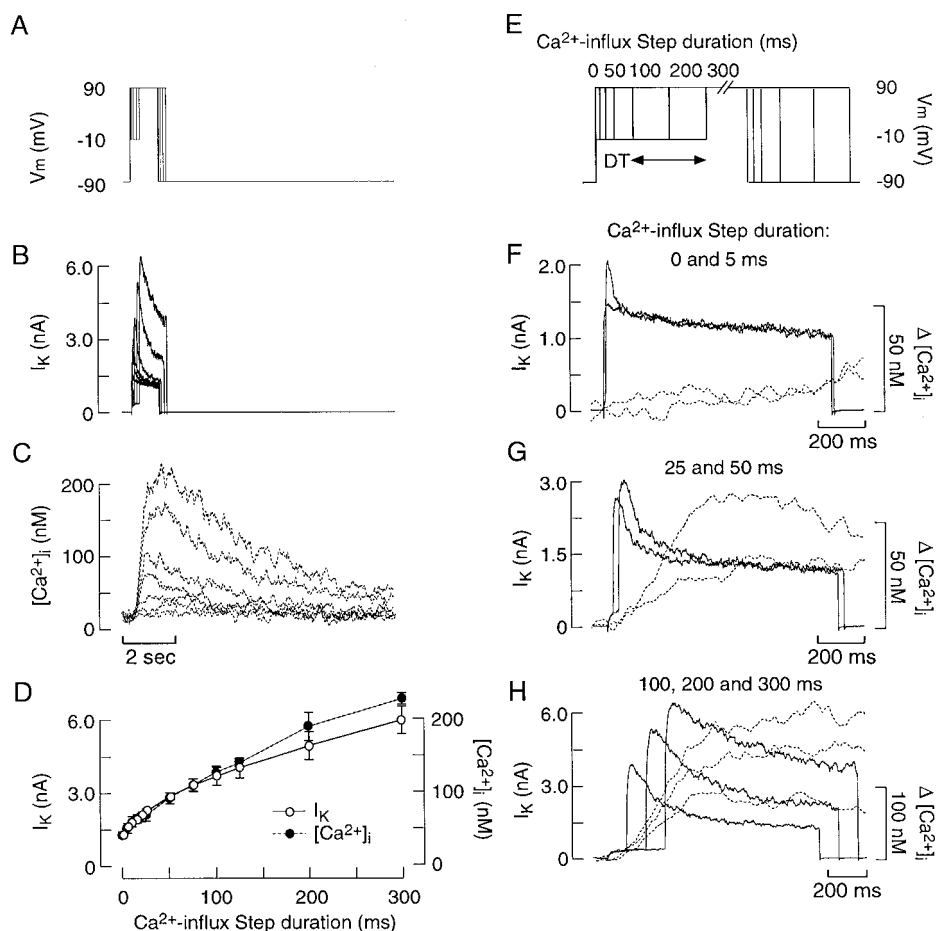 A
90
-10
-90
Vm (mV)
B
6.0
3.0
0
IK (nA)
C
200
100
0
[Ca2+]i (nM)
2 sec
D
6.0
3.0
0
IK (nA)
200
100
0
[Ca2+]i (nM)
IK
[Ca2+]i
0 100 200 300
Ca2+-influx Step duration (ms)
E
Ca2+-influx Step duration (ms)
0 50 100 200 300
90
-10
-90
Vm (mV)
DT
Ca2+-influx Step duration:
F
0 and 5 ms
2.0
1.0
0
IK (nA)
Δ [Ca2+]i
50 nM
200 ms
G
25 and 50 ms
3.0
1.5
0
IK (nA)
Δ [Ca2+]i
50 nM
200 ms
H
100, 200 and 300 ms
6.0
3.0
0
IK (nA)
Δ [Ca2+]i
100 nM
200 ms